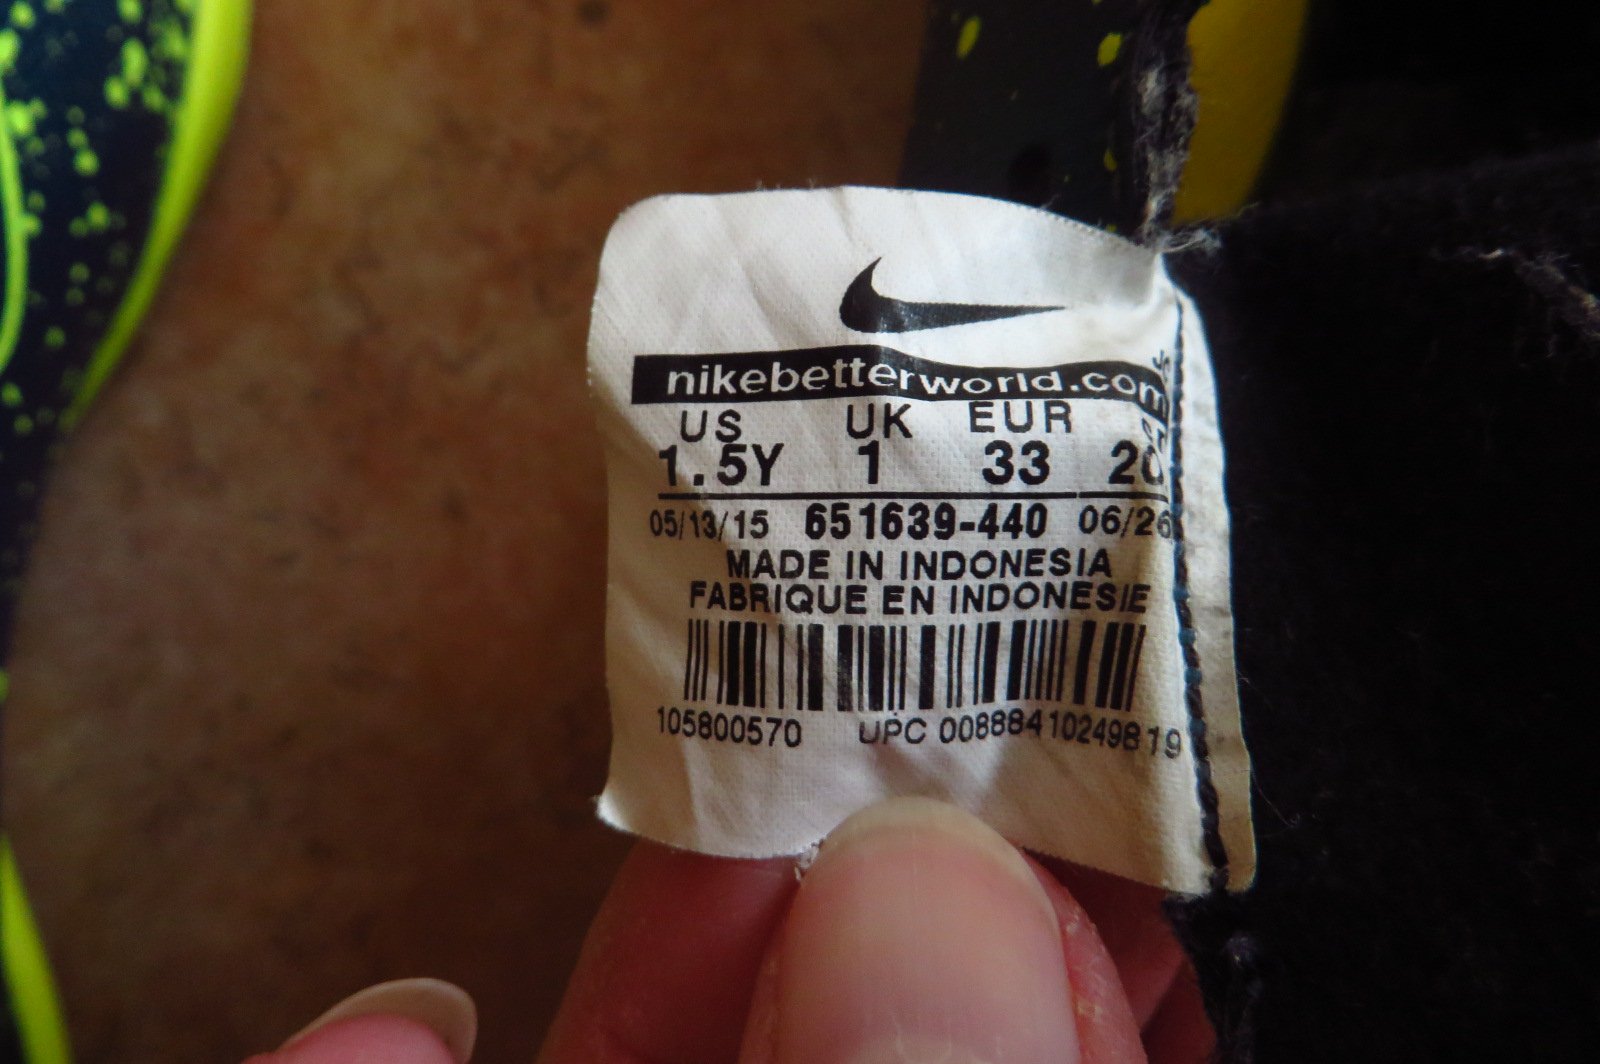 nikebetterworld.com
US UK EUR
1.5Y 1 33 20
05/13/15 651639-440 06/26
MADE IN INDONESIA
FABRIQUE EN INDONESIE
105800570 UPC 00888410249819